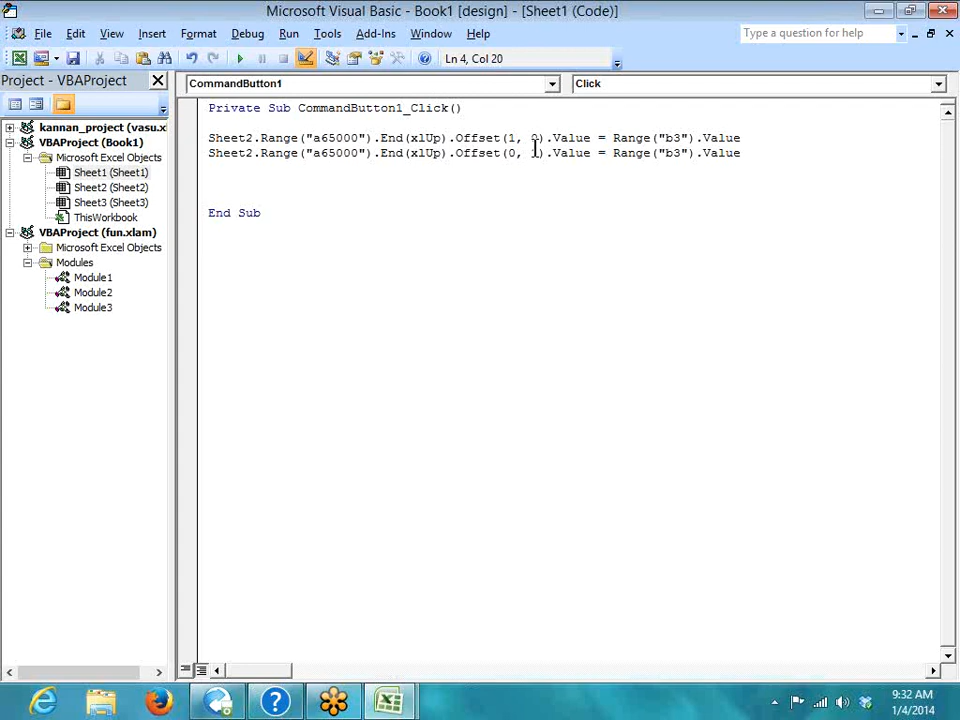 Microsoft Visual Basic - Book1 [design] - [Sheet1 (Code)]
File Edit View Insert Format Debug Run Tools Add-Ins Window Help
Type a question for help
Ln 4, Col 20
Project - VBAProject
CommandButton1
Click
kannan_project (vasu.x
VBAProject (Book1)
Microsoft Excel Objects
Sheet1 (Sheet1)
Sheet2 (Sheet2)
Sheet3 (Sheet3)
ThisWorkbook
VBAProject (fun.xlam)
Microsoft Excel Objects
Modules
Module1
Module2
Module3
Private Sub CommandButton1_Click()
Sheet2.Range("a65000").End(xlUp).Offset(1, 0).Value = Range("b3").Value
Sheet2.Range("a65000").End(xlUp).Offset(0, 1).Value = Range("b3").Value
End Sub
9:32 AM
1/4/2014